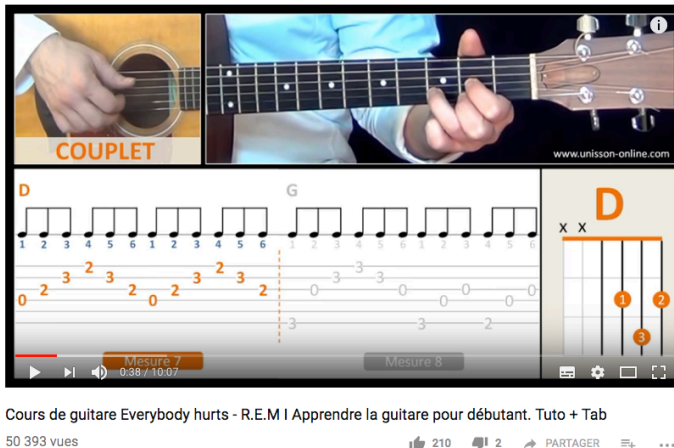 i
COUPLET
www.unisson-online.com
D
G
D
x x
1 2 3 4 5 6 1 2 3 4 5 6 1 2 3 4 5 6 1 2 3 4 5 6
2 2 3
3 3 3 3 3 3
2 2 2 2 0 0 0 0
0 0 0 0
3 3 2
1 2
3
Mesure 7 Mesure 8
0:38 / 10:07
Cours de guitare Everybody hurts - R.E.M I Apprendre la guitare pour débutant. Tuto + Tab
50 393 vues 210 2 PARTAGER